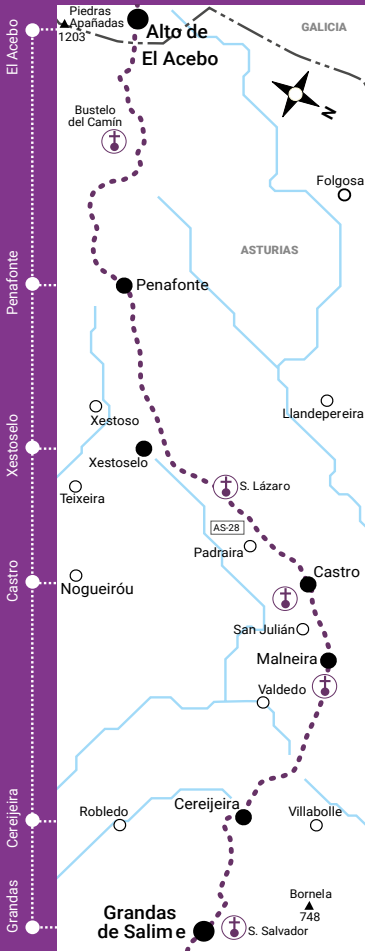 El Acebo
Penafonte
Xestoselo
Castro
Cereijeira
Grandas
Piedras
Apañadas
1203
Alto de
El Acebo
GALICIA
N
Bustelo
del Camín
Folgosa
ASTURIAS
Penafonte
Xestoso
Llandepereira
Xestoselo
Teixeira
S. Lázaro
AS-28
Padraira
Nogueiróu
Castro
San Julián
Malneira
Valdedo
Cereijeira
Robledo
Villabolle
Bornela
748
Grandas
de Salime
S. Salvador